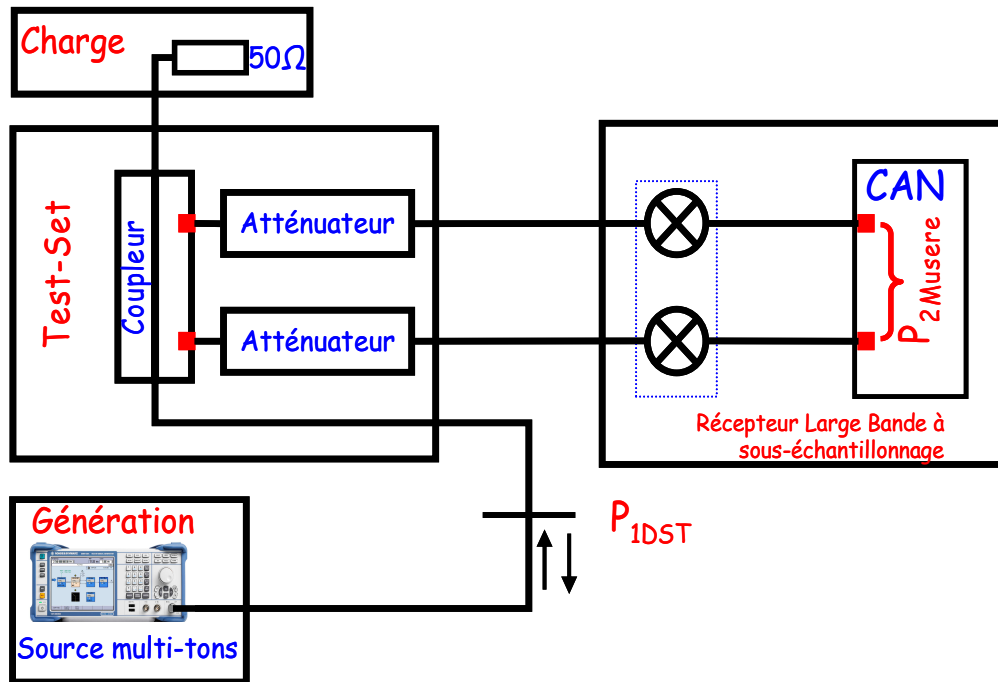 Charge
50Ω
Test-Set
Coupleur
Atténuateur
Atténuateur
CAN
P2Musere
Récepteur Large Bande à
sous-échantillonnage
Génération
P1DST
Source multi-tons